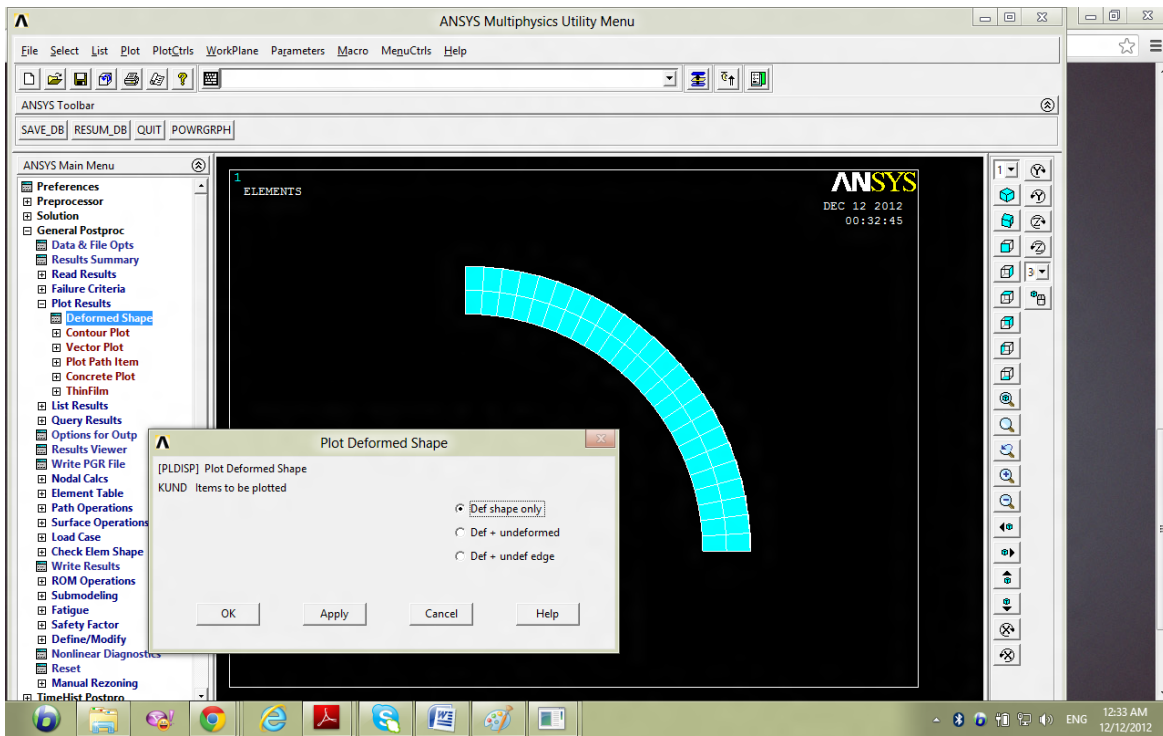 ANSYS Multiphysics Utility Menu
File Select List Plot PlotCtrls WorkPlane Parameters Macro MenuCtrls Help
ANSYS Toolbar
SAVE_DB RESUM_DB QUIT POWRGRPH
ANSYS Main Menu
Preferences
Preprocessor
Solution
General Postproc
Data & File Opts
Results Summary
Read Results
Failure Criteria
Plot Results
Deformed Shape
Contour Plot
Vector Plot
Plot Path Item
Concrete Plot
ThinFilm
List Results
Query Results
Options for Outp
Results Viewer
Write PGR File
Nodal Calcs
Element Table
Path Operations
Surface Operations
Load Case
Check Elem Shape
Write Results
ROM Operations
Submodeling
Fatigue
Safety Factor
Define/Modify
Nonlinear Diagnostics
Reset
Manual Rezoning
TimeHist Postpro
1
ELEMENTS
ANSYS
DEC 12 2012
00:32:45
1
3
Plot Deformed Shape
[PLDISP] Plot Deformed Shape
KUND Items to be plotted
Def shape only
Def + undeformed
Def + undef edge
OK Apply Cancel Help
ENG
12:33 AM
12/12/2012